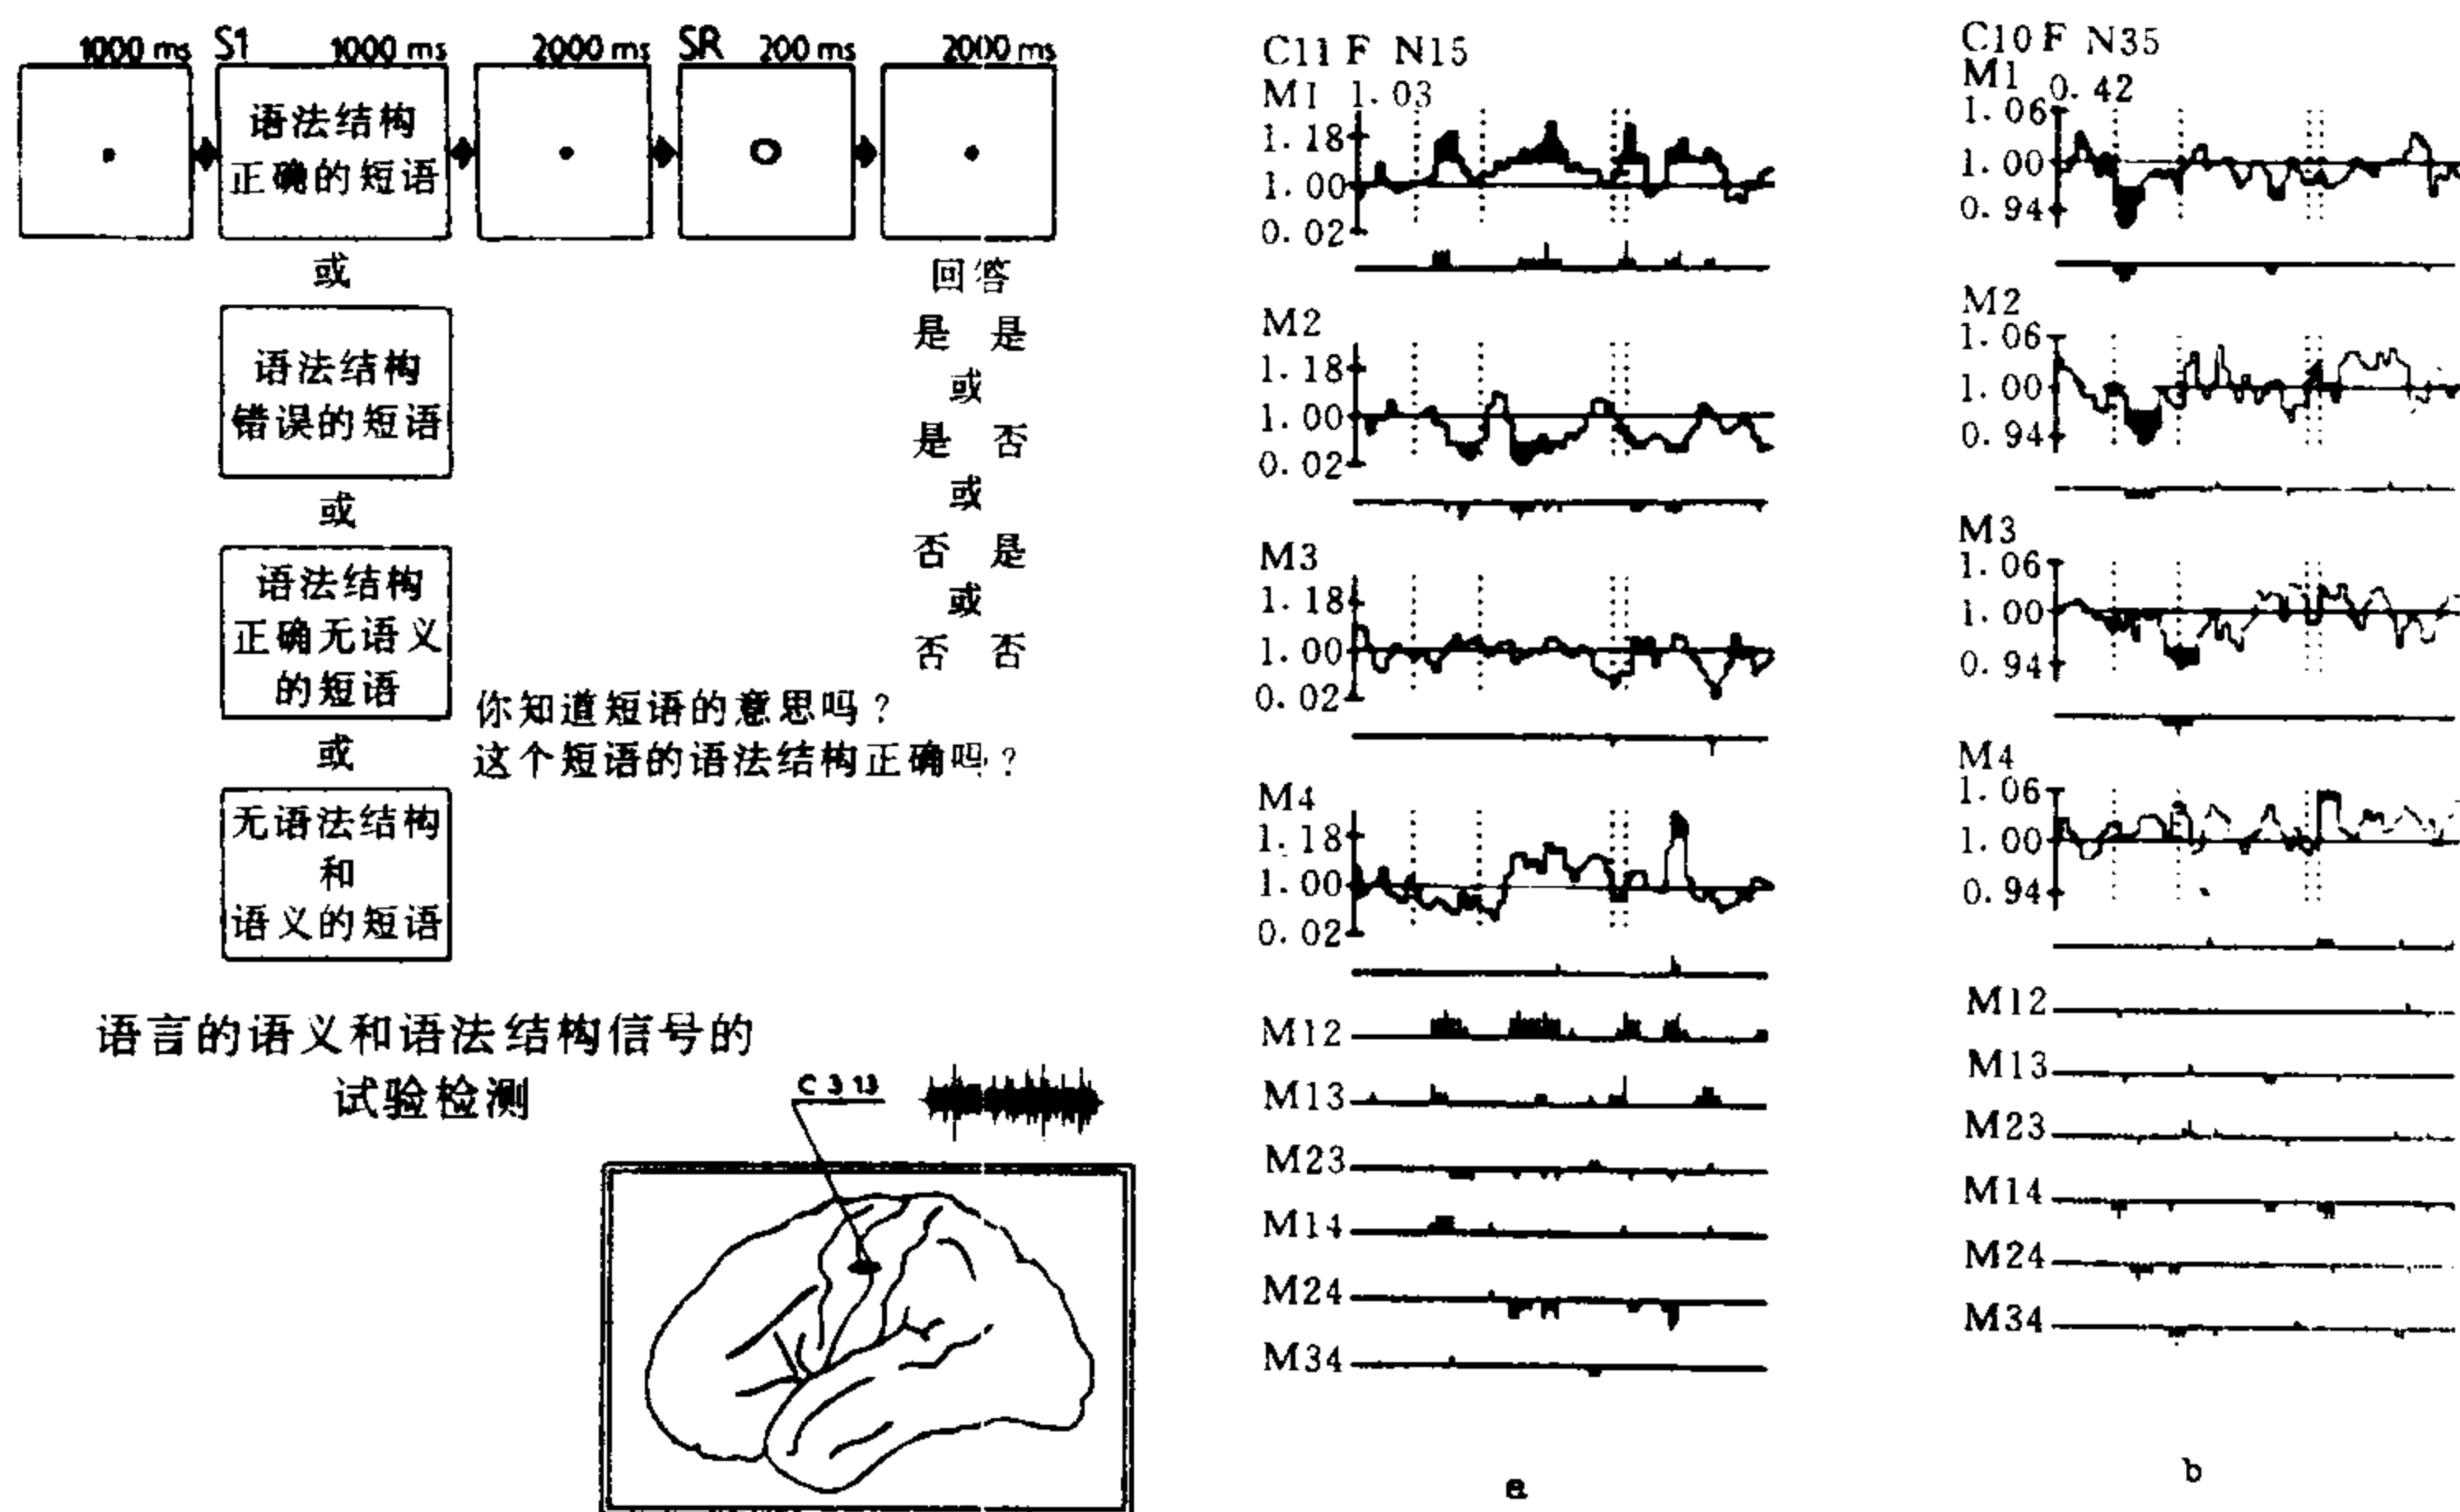 1000 ms
S1
1000 ms
2000 ms
SR
200 ms
2000 ms
语法结构
正确的短语
或
语法结构
错误的短语
或
语法结构
正确无语义
的短语
或
无语法结构
和
语义的短语
回答
是 是
或
是 否
或
否 是
或
否 否
你知道短语的意思吗?
这个短语的语法结构正确吗?
语言的语义和语法结构信号的
试验检测
C 3 13
C11 F N15
M1 1.03
1.18
1.00
0.02
M2
1.18
1.00
0.02
M3
1.18
1.00
0.02
M4
1.18
1.00
0.02
M12
M13
M23
M14
M24
M34
a
C10 F N35
M1 0.42
1.06
1.00
0.94
M2
1.06
1.00
0.94
M3
1.06
1.00
0.94
M4
1.06
1.00
0.94
M12
M13
M23
M14
M24
M34
b